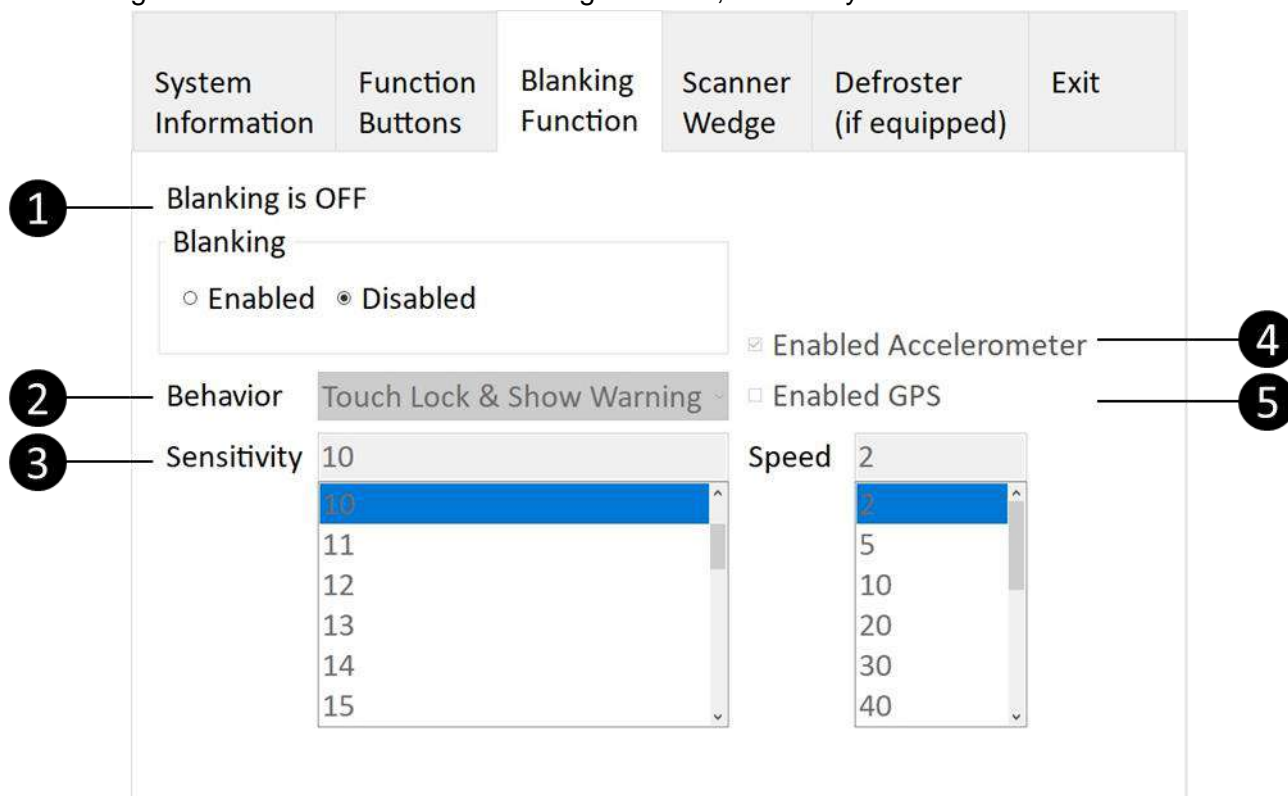 System Information
Function Buttons
Blanking Function
Scanner Wedge
Defroster (if equipped)
Exit
1
Blanking is OFF
Blanking
Enabled
Disabled
Enabled Accelerometer
4
2
Behavior
Touch Lock & Show Warning
Enabled GPS
5
3
Sensitivity
10
Speed
2
10
11
12
13
14
15
2
5
10
20
30
40